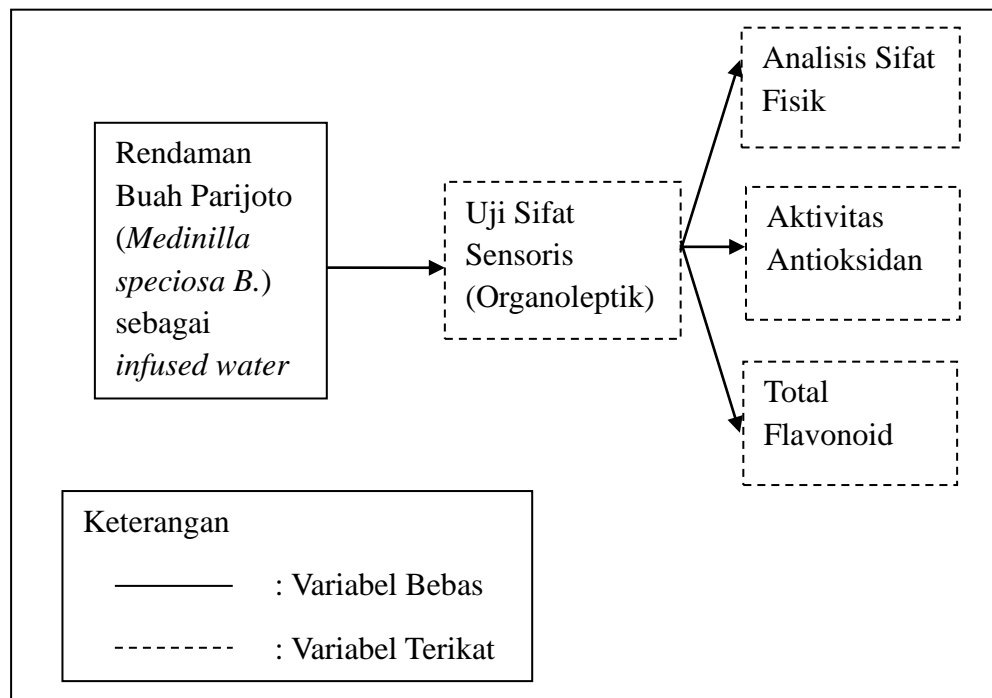 Rendaman
Buah Parijoto
(Medinilla
speciosa B.)
sebagai
infused water
Uji Sifat
Sensoris
(Organoleptik)
Analisis Sifat
Fisik
Aktivitas
Antioksidan
Total
Flavonoid
Keterangan
: Variabel Bebas
: Variabel Terikat